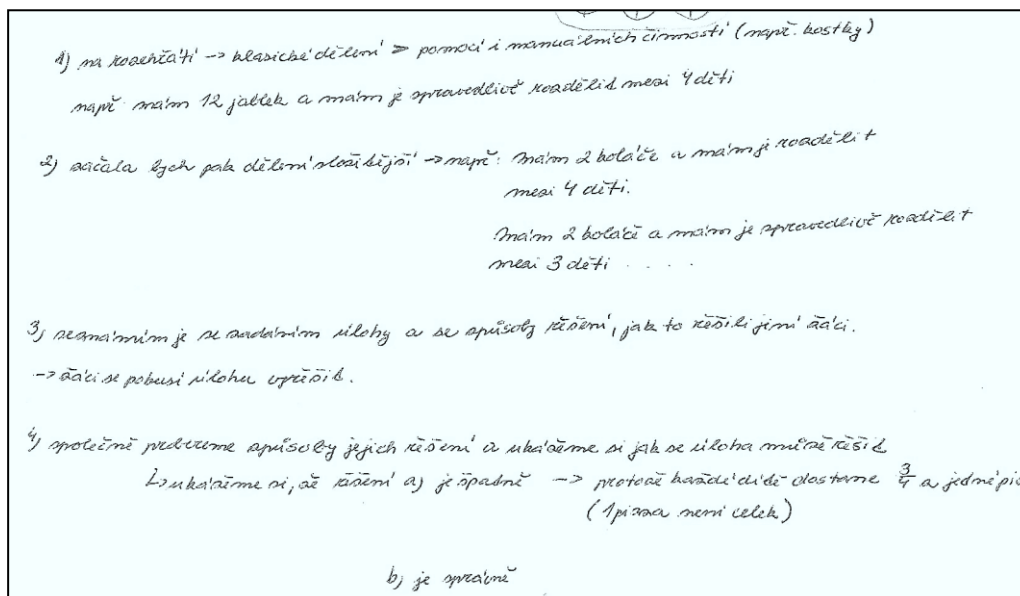 1) na rozehřátí → klasické dělení > pomocí i manuálních činností (např. kostky)
např. mám 12 jablek a mám je spravedlivě rozdělit mezi 4 děti
2) začala bych pak dělení složitější → např: Mám 2 koláče a mám je rozdělit
mezi 4 děti.
Mám 2 koláče a mám je spravedlivě rozdělit
mezi 3 děti . . . . .
3) seznámím je se zadáním úlohy a se způsoby řešení, jak to řešili jiní žáci.
→ žáci se pokusí úlohu vyřešit.
4) společně probereme způsoby jejich řešení a ukážeme si jak se úloha může řešit
↳ ukážeme si, že řešení a) je špatně → protože každé dítě dostane 3/4 a jedné
(1 pizza není celek)
b) je správně